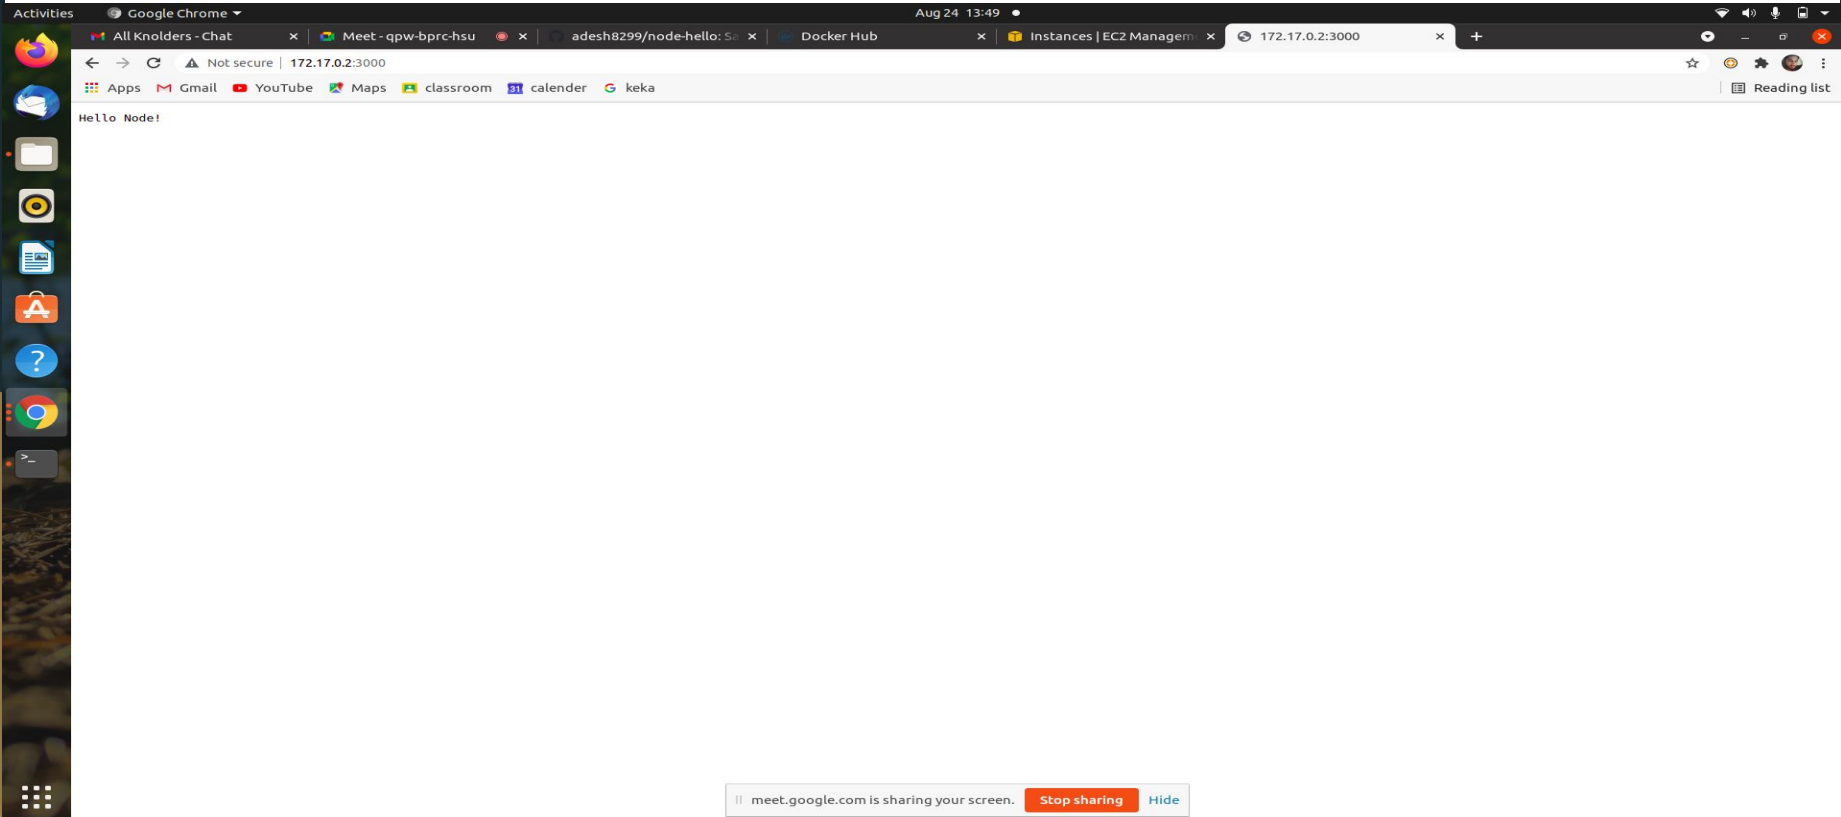 Activities Google Chrome Aug 24 13:49
All Knolders - Chat Meet - qpw-bprc-hsu adesh8299/node-hello: Sa Docker Hub Instances | EC2 Managem 172.17.0.2:3000
Not secure 172.17.0.2:3000
Apps Gmail YouTube Maps classroom 31 calender keka Reading list
Hello Node!
meet.google.com is sharing your screen. Stop sharing Hide